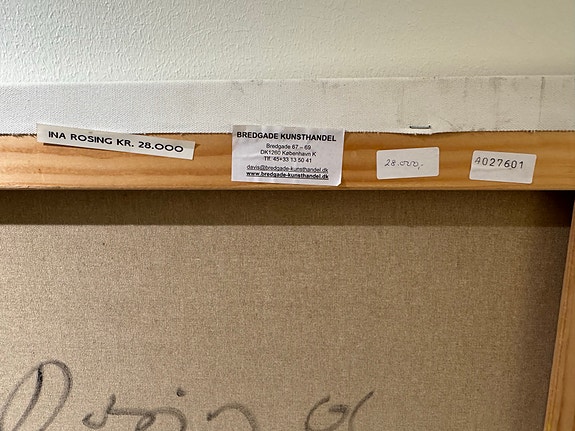 INA ROSING KR. 28.000
BREDGADE KUNSTHANDEL
Bredgade 67 – 69
DK1260 København K
Tlf. 45+33 13 50 41
davis@bredgade-kunsthandel.dk
www.bredgade-kunsthandel.dk
28.000,-
A027601